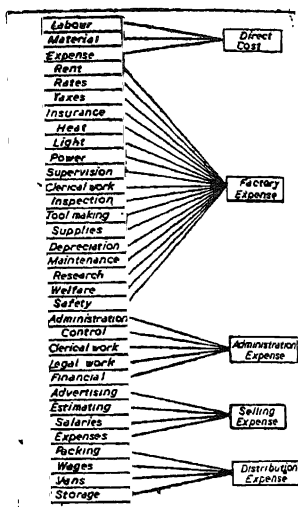 Labour
Material
Expense
Rent
Rates
Taxes
Insurance
Heat
Light
Power
Supervision
Clerical work
Inspection
Tool making
Supplies
Depreciation
Maintenance
Research
Welfare
Safety
Administration
Control
Clerical work
Legal work
Financial
Advertising
Estimating
Salaries
Expenses
Packing
Wages
Vans
Storage
Direct
Cost
Factory
Expense
Administration
Expense
Selling
Expense
Distribution
Expense